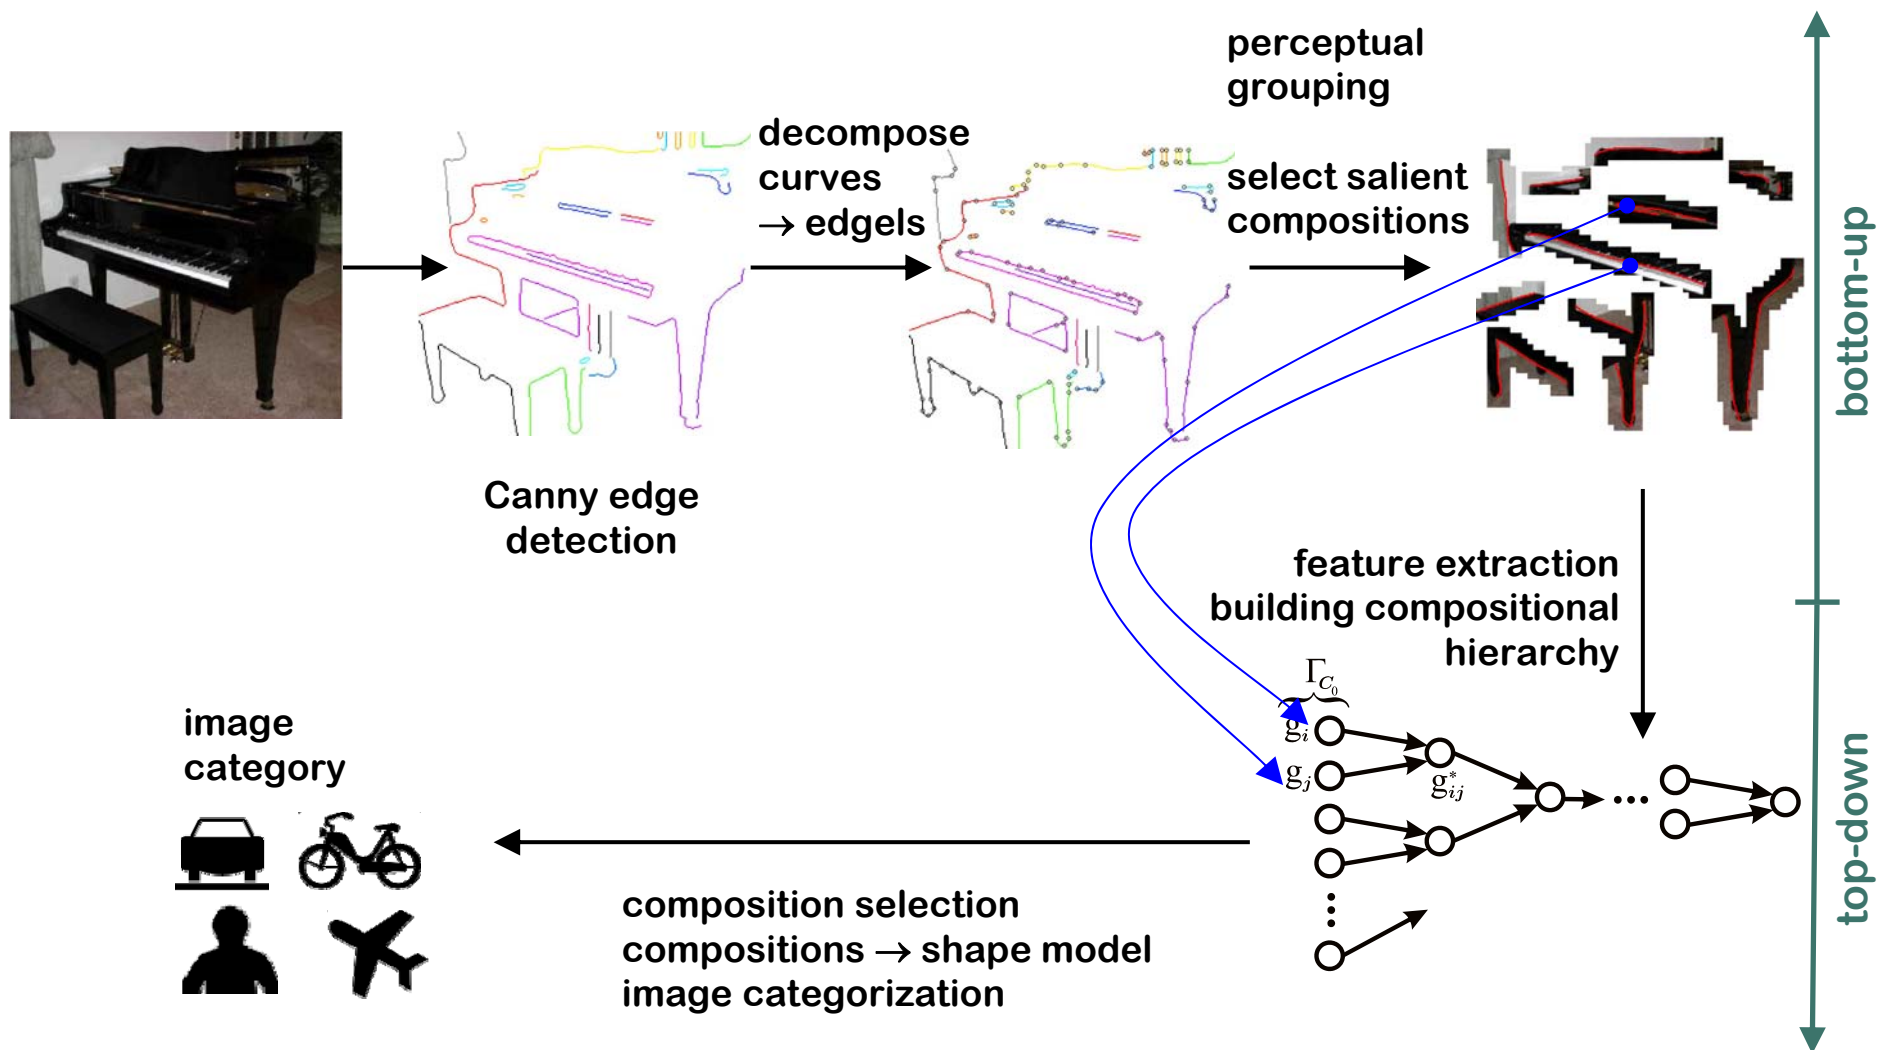 perceptual
grouping
decompose
curves
→ edgels
select salient
compositions
bottom-up
Canny edge
detection
feature extraction
building compositional
hierarchy
Γ_{C_0}
g_i
g_j
g^*_{ij}
...
⋮
top-down
image
category
composition selection
compositions → shape model
image categorization